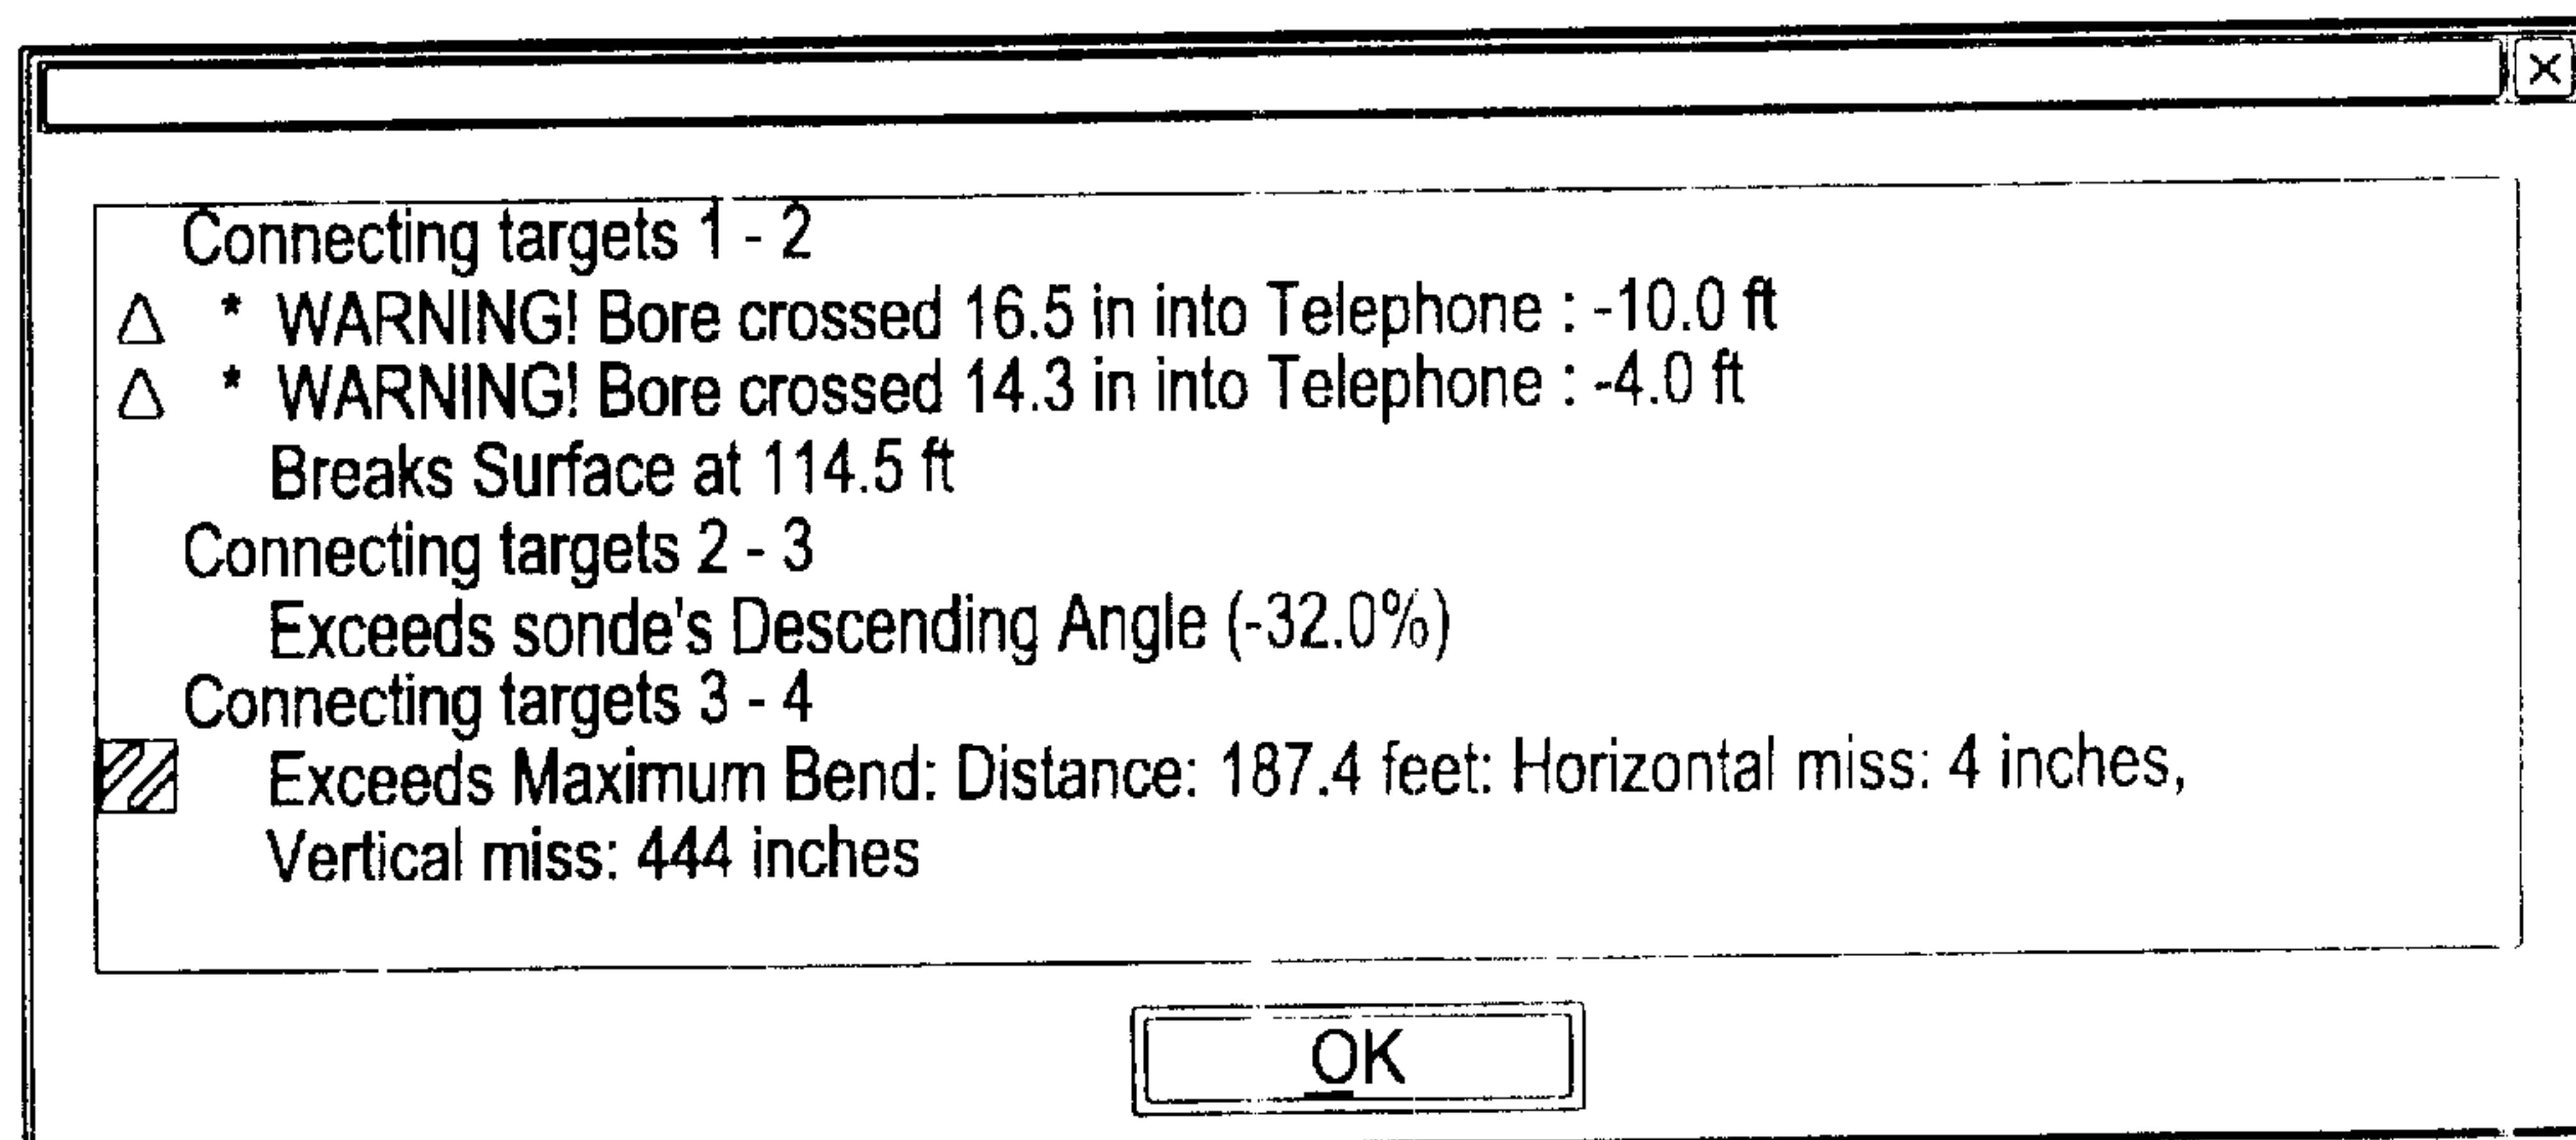 Connecting targets 1 - 2
* WARNING! Bore crossed 16.5 in into Telephone : -10.0 ft
* WARNING! Bore crossed 14.3 in into Telephone : -4.0 ft
Breaks Surface at 114.5 ft
Connecting targets 2 - 3
Exceeds sonde's Descending Angle (-32.0%)
Connecting targets 3 - 4
Exceeds Maximum Bend: Distance: 187.4 feet: Horizontal miss: 4 inches,
Vertical miss: 444 inches
OK